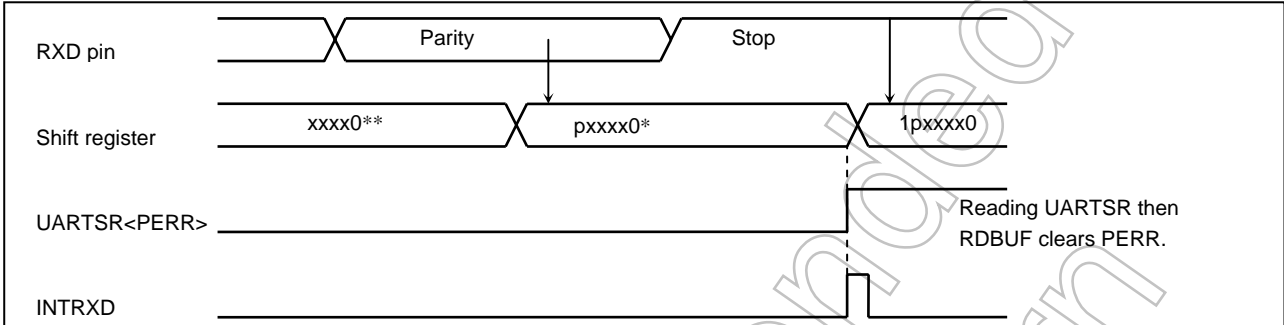 RXD pin
Parity
Stop
Shift register
xxxx0**
pxxxx0*
1pxxxx0
UARTSR<PERR>
Reading UARTSR then
RDBUF clears PERR.
INTRXD